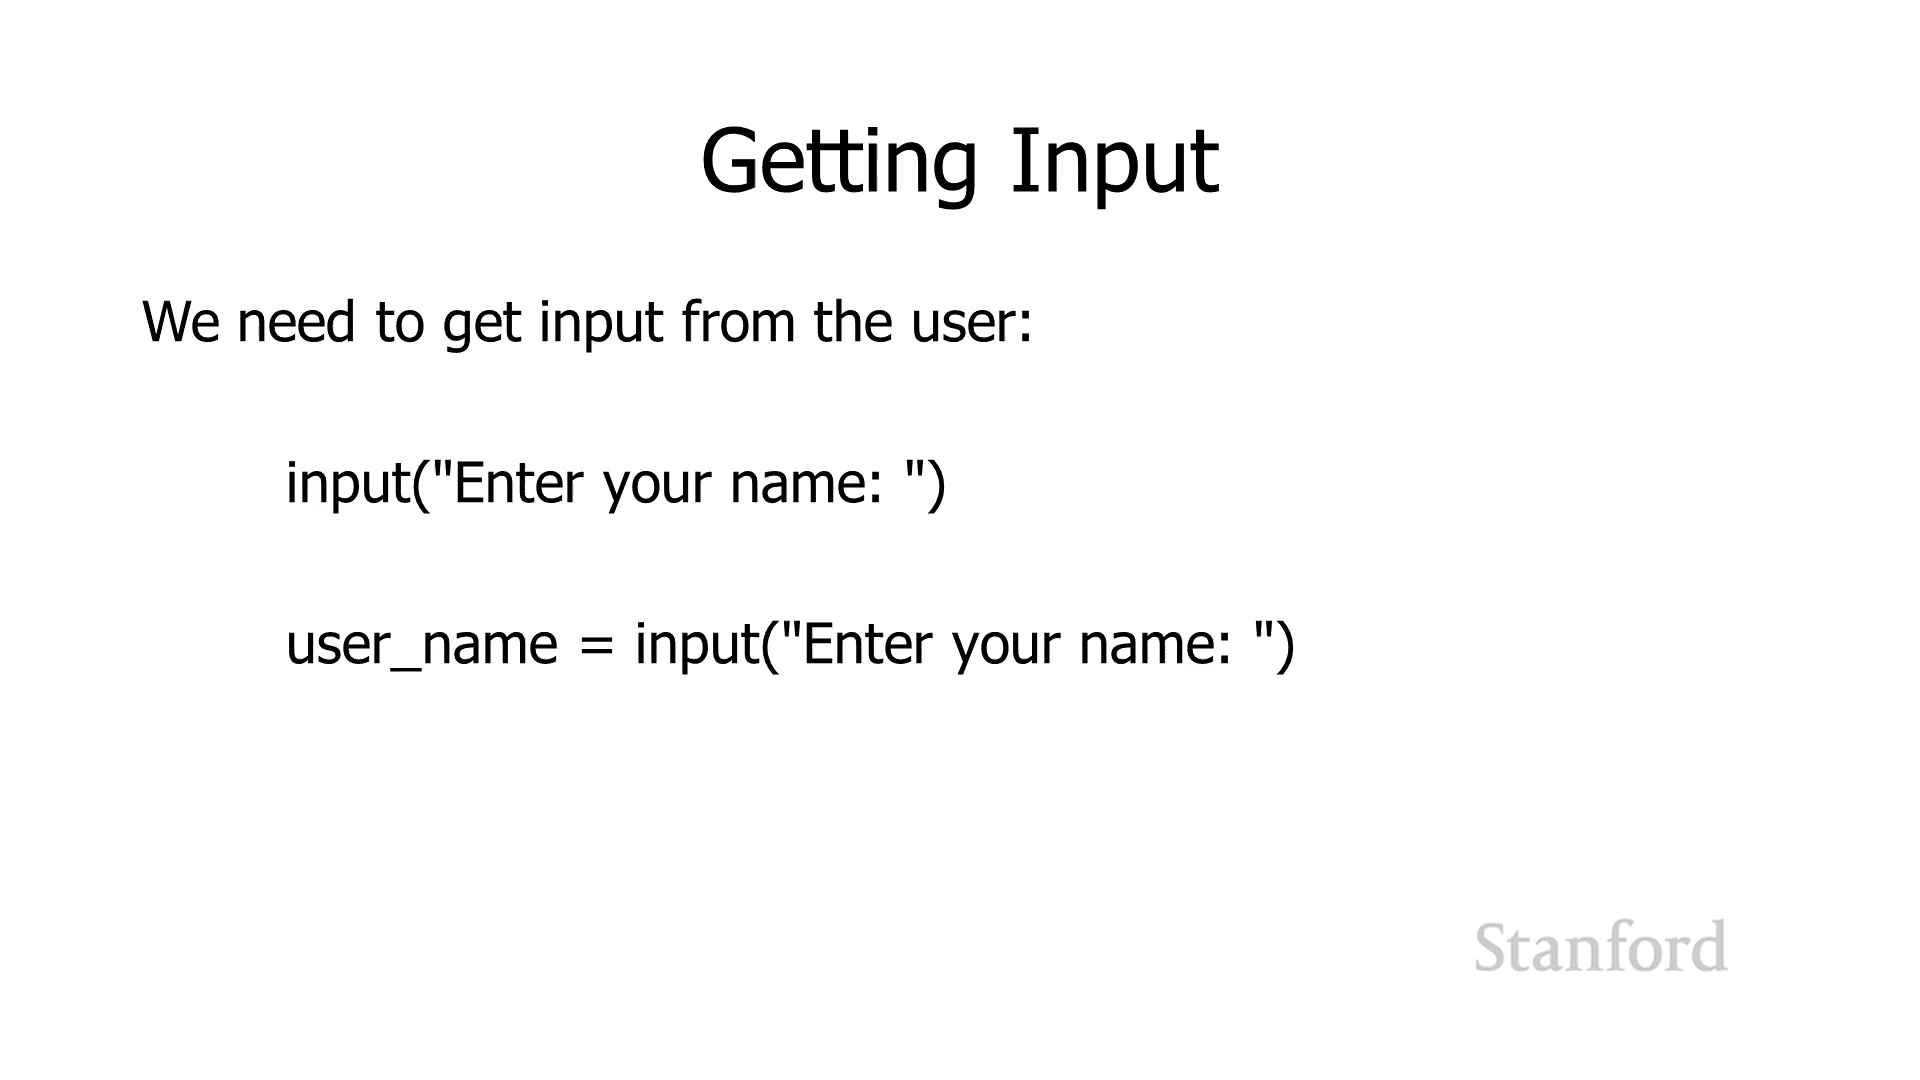 Getting Input
We need to get input from the user:
input("Enter your name: ")
user_name = input("Enter your name: ")
Stanford